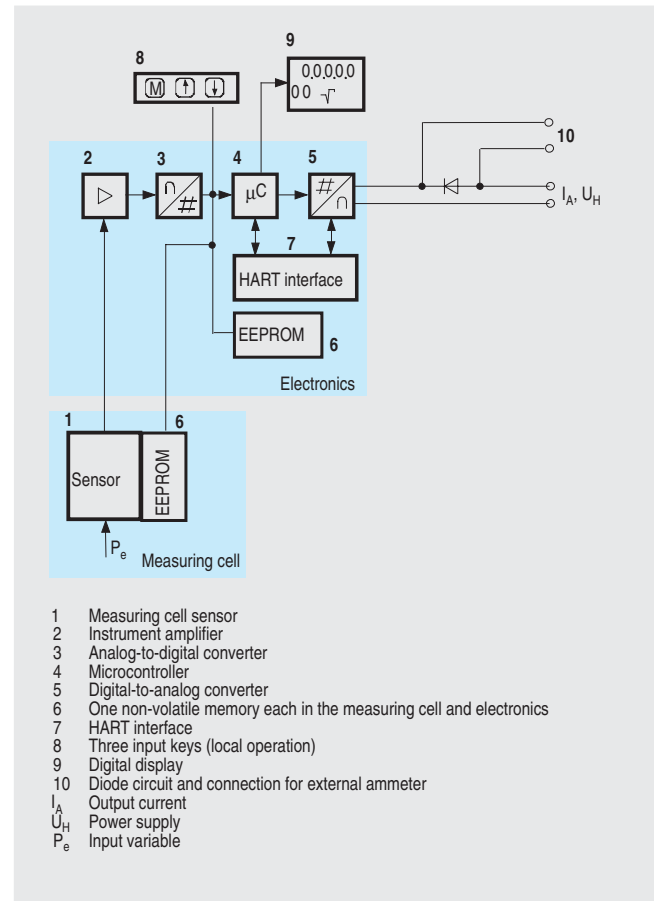 9
8
0.0.0.0.0
0 0 √
M ↑ ↓
10
2 3 4 5
∩ / # μC # / ∩
I_A, U_H
7
HART interface
EEPROM 6
Electronics
1 6
Sensor EEPROM
P_e
Measuring cell
1 Measuring cell sensor
2 Instrument amplifier
3 Analog-to-digital converter
4 Microcontroller
5 Digital-to-analog converter
6 One non-volatile memory each in the measuring cell and electronics
7 HART interface
8 Three input keys (local operation)
9 Digital display
10 Diode circuit and connection for external ammeter
I_A Output current
U_H Power supply
P_e Input variable